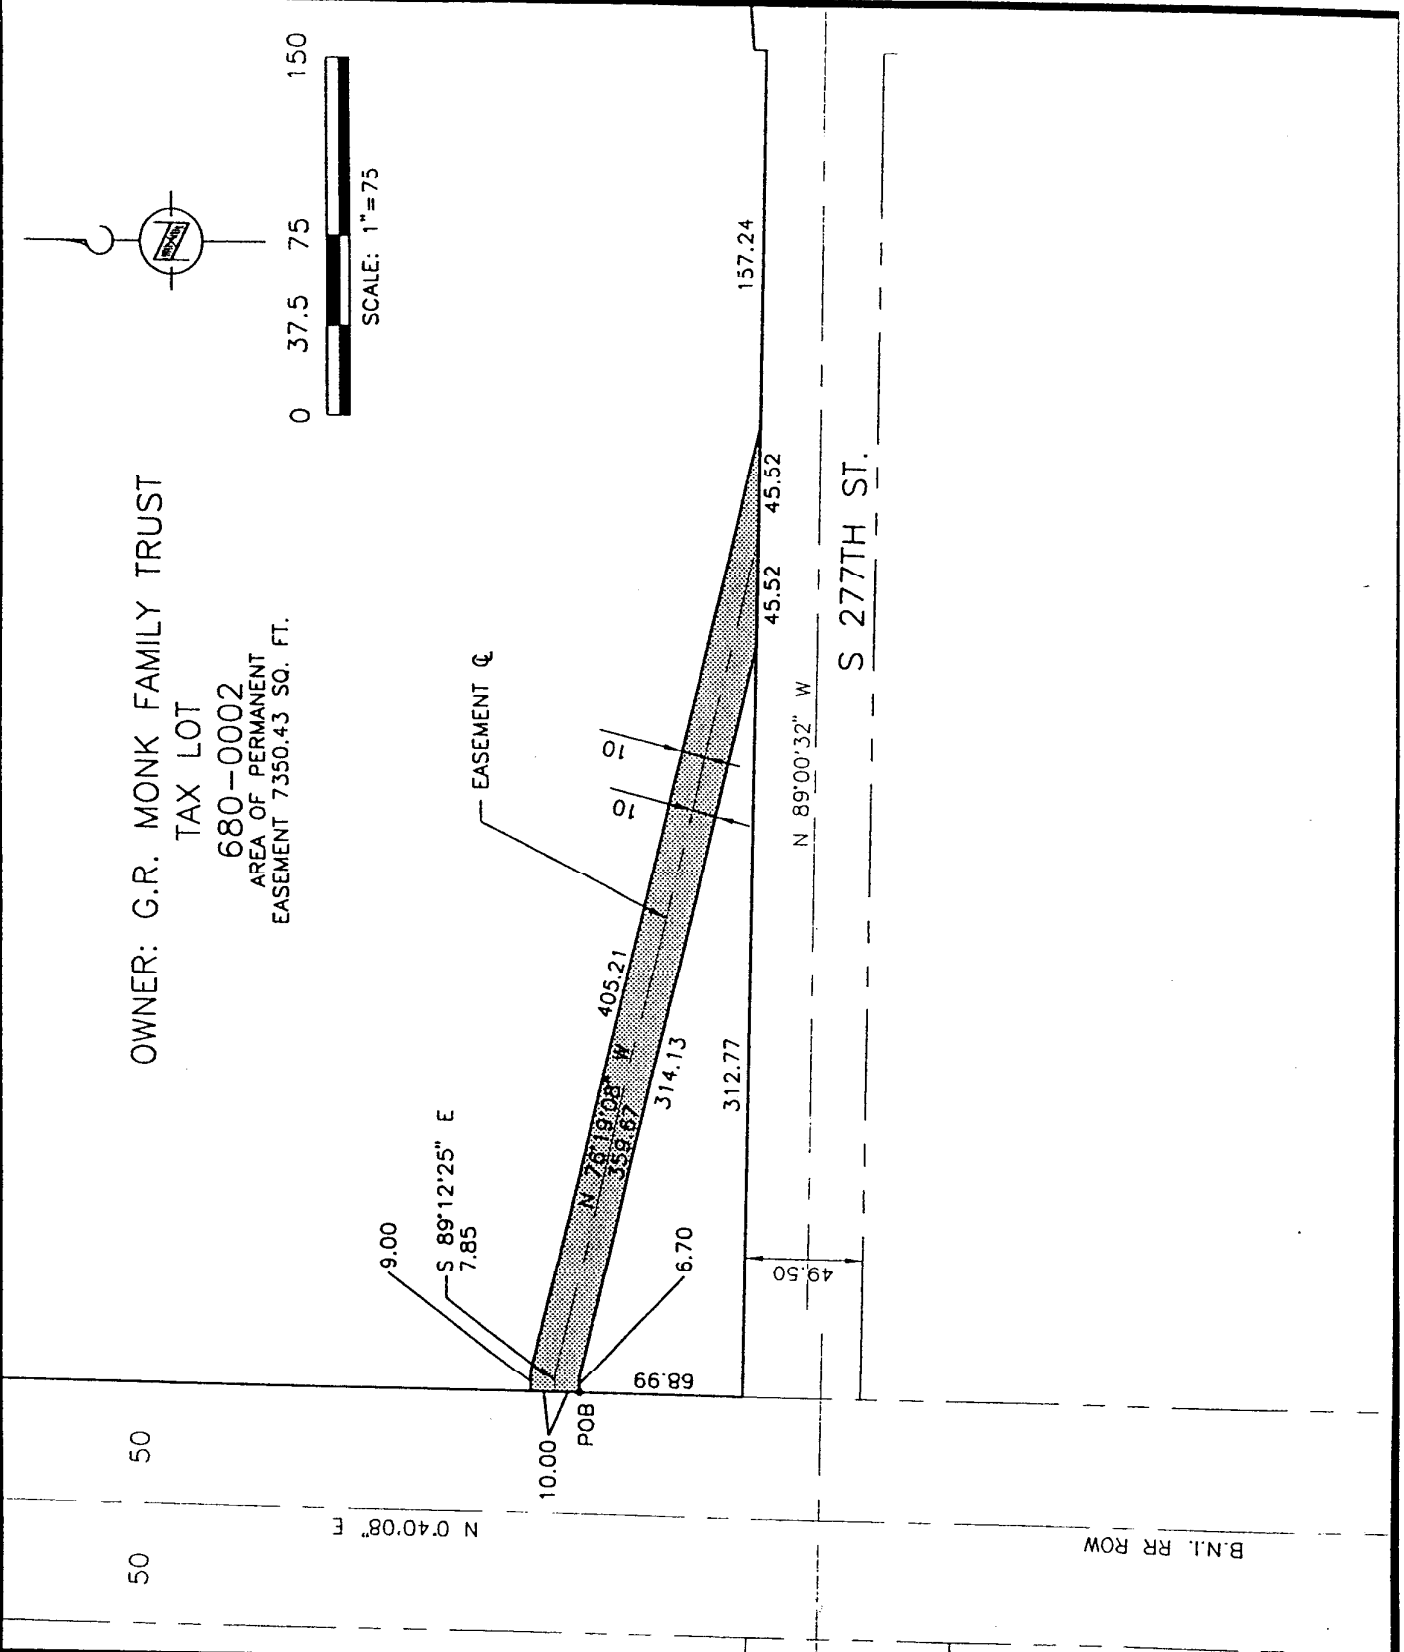 OWNER: G.R. MONK FAMILY TRUST
TAX LOT
680-0002
AREA OF PERMANENT
EASEMENT 7350.43 SQ. FT.
0 37.5 75 150
SCALE: 1"=75
N
EASEMENT ℄
10
10
405.21
N 76°19'08" W
359.67
314.13
312.77
9.00
S 89°12'25" E
7.85
6.70
10.00
POB
68.99
49.50
45.52
45.52
157.24
N 89°00'32" W
S 277TH ST.
50
50
N 0°40'08" E
B.N.I. RR ROW